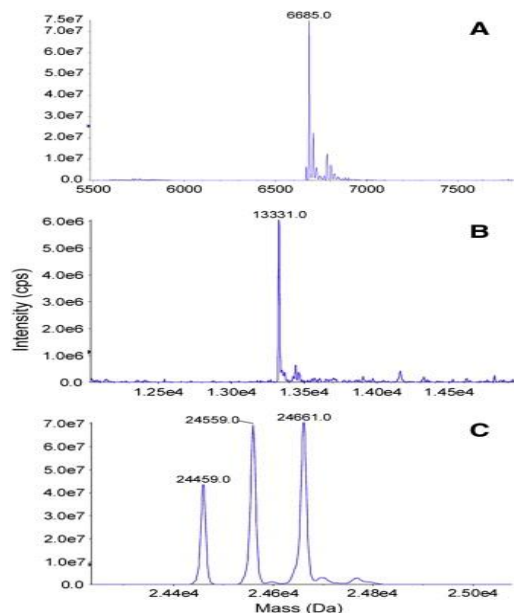 6685.0
A
7.5e7
7.0e7
6.0e7
5.0e7
4.0e7
3.0e7
2.0e7
1.0e7
0.0
5500 6000 6500 7000 7500
13331.0
B
6.0e6
5.0e6
4.0e6
3.0e6
2.0e6
1.0e6
0.0
1.25e4 1.30e4 1.35e4 1.40e4 1.45e4
Intensity (cps)
24661.0
C
24559.0
24459.0
7.0e7
6.0e7
5.0e7
4.0e7
3.0e7
2.0e7
1.0e7
0.0
2.44e4 2.46e4 2.48e4 2.50e4
Mass (Da)